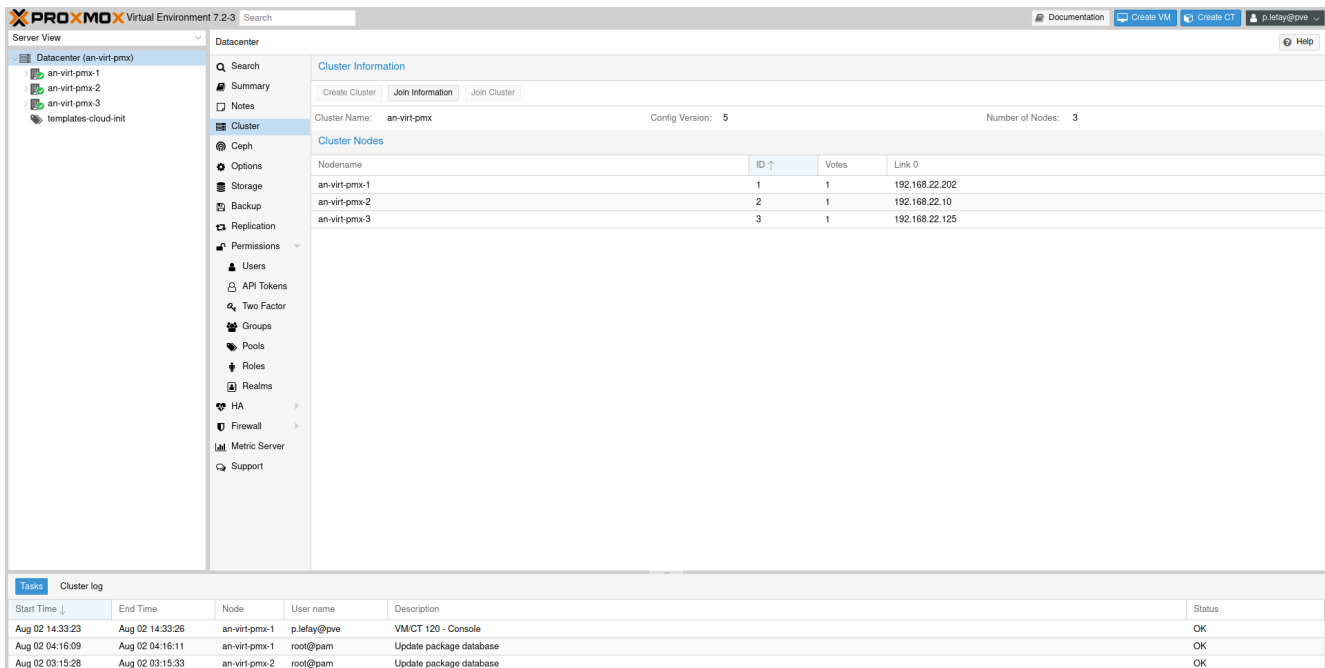 PROXMOX Virtual Environment 7.2-3 Search Documentation Create VM Create CT p.lefay@pve
Server View
Datacenter (an-virt-pmx)
an-virt-pmx-1
an-virt-pmx-2
an-virt-pmx-3
templates-cloud-init
Datacenter Help
Search
Summary
Notes
Cluster
Ceph
Options
Storage
Backup
Replication
Permissions
Users
API Tokens
Two Factor
Groups
Pools
Roles
Realms
HA
Firewall
Metric Server
Support
Cluster Information
Create Cluster Join Information Join Cluster
Cluster Name: an-virt-pmx Config Version: 5 Number of Nodes: 3
Cluster Nodes
Nodename ID Votes Link 0
an-virt-pmx-1 1 1 192.168.22.202
an-virt-pmx-2 2 1 192.168.22.10
an-virt-pmx-3 3 1 192.168.22.125
Tasks Cluster log
Start Time End Time Node User name Description Status
Aug 02 14:33:23 Aug 02 14:33:26 an-virt-pmx-1 p.lefay@pve VM/CT 120 - Console OK
Aug 02 04:16:09 Aug 02 04:16:11 an-virt-pmx-1 root@pam Update package database OK
Aug 02 03:15:28 Aug 02 03:15:33 an-virt-pmx-2 root@pam Update package database OK